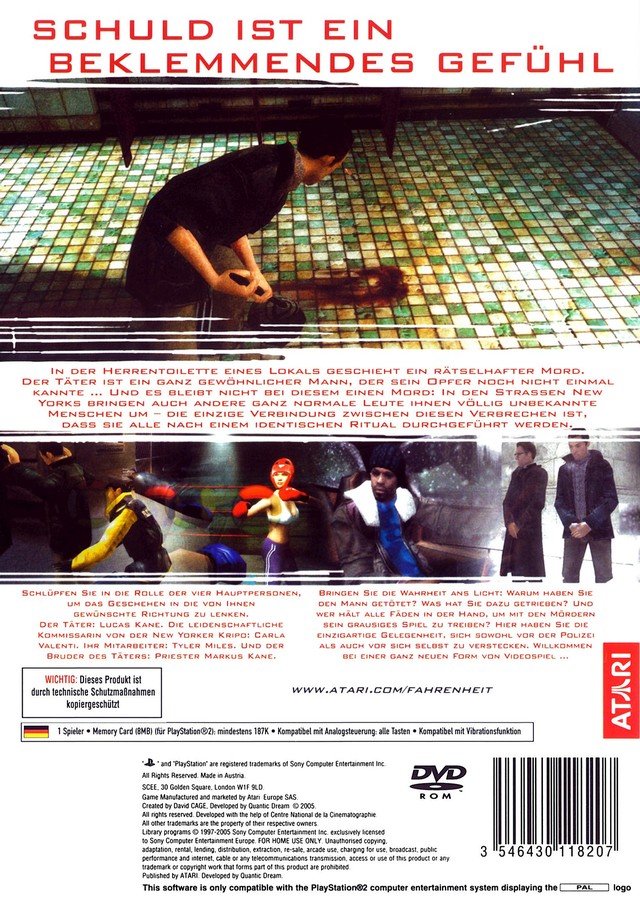 SCHULD IST EIN
BEKLEMMENDES GEFÜHL
IN DER HERRENTOILETTE EINES LOKALS GESCHIEHT EIN RÄTSELHAFTER MORD.
DER TÄTER IST EIN GANZ GEWÖHNLICHER MANN, DER SEIN OPFER NOCH NICHT EINMAL
KANNTE ... UND ES BLEIBT NICHT BEI DIESEM EINEN MORD: IN DEN STRASSEN NEW
YORKS BRINGEN AUCH ANDERE GANZ NORMALE LEUTE IHNEN VÖLLIG UNBEKANNTE
MENSCHEN UM – DIE EINZIGE VERBINDUNG ZWISCHEN DIESEN VERBRECHEN IST,
DASS SIE ALLE NACH EINEM IDENTISCHEN RITUAL DURCHGEFÜHRT WERDEN.
SCHLÜPFEN SIE IN DIE ROLLE DER VIER HAUPTPERSONEN,
UM DAS GESCHEHEN IN DIE VON IHNEN
GEWÜNSCHTE RICHTUNG ZU LENKEN.
DER TÄTER: LUCAS KANE. DIE LEIDENSCHAFTLICHE
KOMMISSARIN VON DER NEW YORKER KRIPO: CARLA
VALENTI. IHR MITARBEITER: TYLER MILES. UND DER
BRUDER DES TÄTERS: PRIESTER MARKUS KANE.
BRINGEN SIE DIE WAHRHEIT ANS LICHT: WARUM HABEN SIE
DEN MANN GETÖTET? WAS HAT SIE DAZU GETRIEBEN? UND
WER HÄLT ALLE FÄDEN IN DER HAND, UM MIT DEN MÖRDERN
SEIN GRAUSIGES SPIEL ZU TREIBEN? HIER HABEN SIE DIE
EINZIGARTIGE GELEGENHEIT, SICH SOWOHL VOR DER POLIZEI
ALS AUCH VOR SICH SELBST ZU VERSTECKEN. WILLKOMMEN
BEI EINER GANZ NEUEN FORM VON VIDEOSPIEL ...
WICHTIG: Dieses Produkt ist
durch technische Schutzmaßnahmen
kopiergeschützt
WWW.ATARI.COM/FAHRENHEIT
ATARI
1 Spieler • Memory Card (8MB) (für PlayStation®2): mindestens 187K • Kompatibel mit Analogsteuerung: alle Tasten • Kompatibel mit Vibrationsfunktion
" " and "PlayStation" are registered trademarks of Sony Computer Entertainment Inc.
All Rights Reserved. Made in Austria.
SCEE, 30 Golden Square, London W1F 9LD.
Game Manufactured and marketed by Atari Europe SAS.
Created by David CAGE, Developed by Quantic Dream © 2005.
All rights reserved. Developed with the help of Centre National de la Cinematographie.
All other trademarks are the property of their respective owners.
Library programs © 1997-2005 Sony Computer Entertainment Inc. exclusively licensed
to Sony Computer Entertainment Europe. FOR HOME USE ONLY. Unauthorised copying,
adaptation, rental, lending, distribution, extraction, re-sale, arcade use, charging for use, broadcast, public
performance and internet, cable or any telecommunications transmission, access or use of this product or any
trademark or copyright work that forms part of this product are prohibited.
Published by ATARI. Developed by Quantic Dream.
DVD
ROM
3 546430 118207
This software is only compatible with the PlayStation®2 computer entertainment system displaying the PAL logo